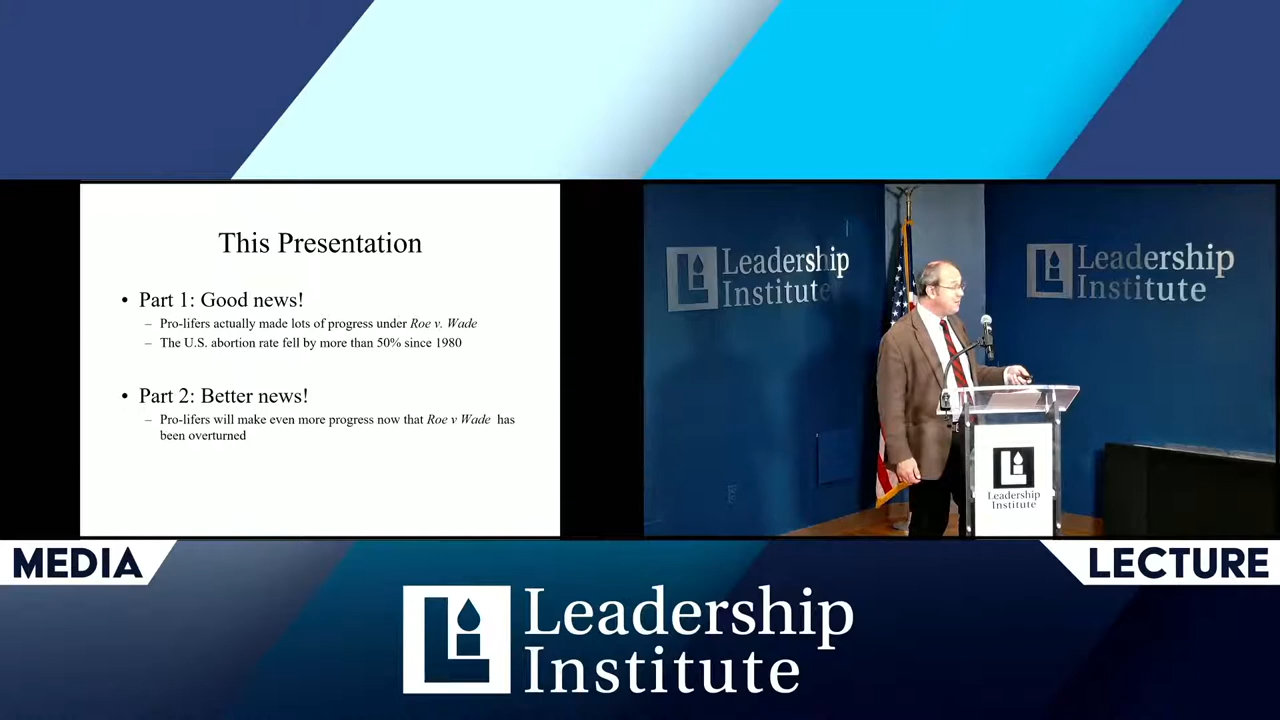 This Presentation
• Part 1: Good news!
– Pro-lifers actually made lots of progress under Roe v. Wade
– The U.S. abortion rate fell by more than 50% since 1980
• Part 2: Better news!
– Pro-lifers will make even more progress now that Roe v Wade has
been overturned
Leadership
Institute
Leadership
Institute
Leadership
Institute
MEDIA
LECTURE
Leadership
Institute